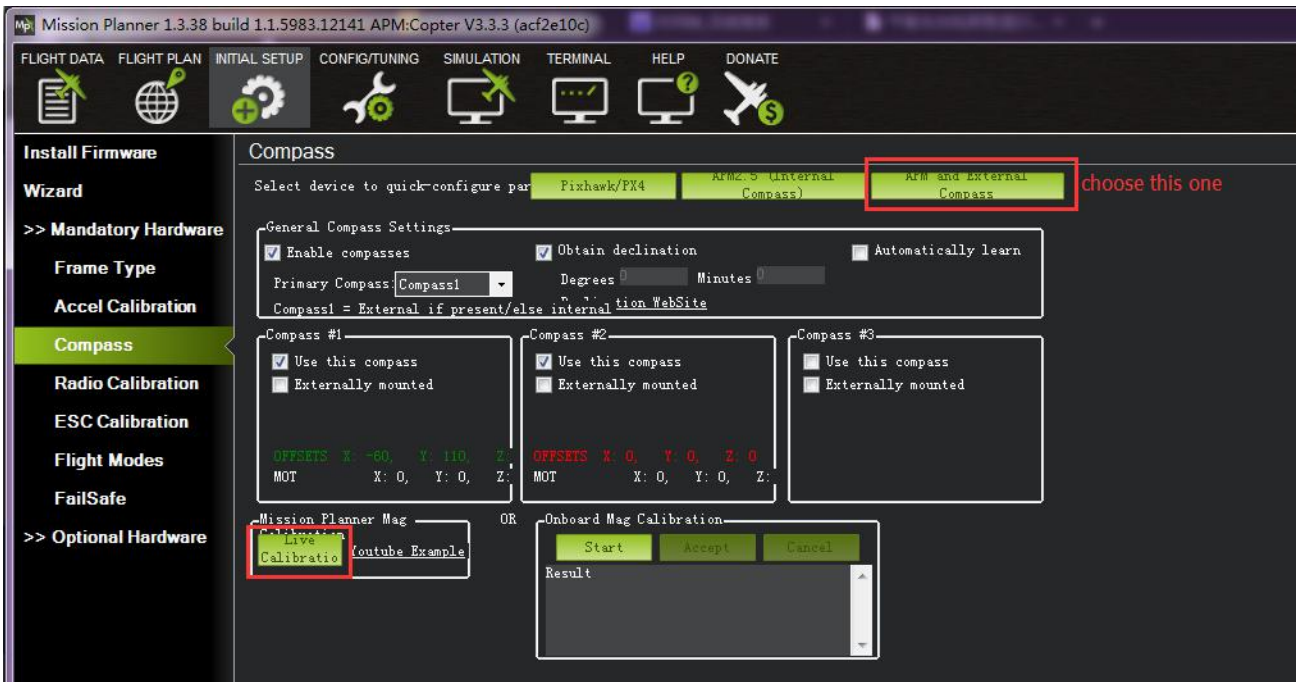 Mission Planner 1.3.38 build 1.1.5983.12141 APM:Copter V3.3.3 (acf2e10c)
FLIGHT DATA FLIGHT PLAN INITIAL SETUP CONFIG/TUNING SIMULATION TERMINAL HELP DONATE
Install Firmware
Wizard
>> Mandatory Hardware
Frame Type
Accel Calibration
Compass
Radio Calibration
ESC Calibration
Flight Modes
FailSafe
>> Optional Hardware
Compass
Select device to quick-configure par Pixhawk/PX4 APM2.5 (Internal Compass) APM and External Compass choose this one
General Compass Settings
Enable compasses Obtain declination Automatically learn
Primary Compass: Compass1 Degrees 0 Minutes 0
Compass1 = External if present/else internal tion WebSite
Compass #1 Compass #2 Compass #3
Use this compass Use this compass Use this compass
Externally mounted Externally mounted Externally mounted
OFFSETS X: -60, Y: 110, Z: OFFSETS X: 0, Y: 0, Z: 0
MOT X: 0, Y: 0, Z: MOT X: 0, Y: 0, Z:
Mission Planner Mag OR Onboard Mag Calibration
Live Calibratio Youtube Example Start Accept Cancel
Result